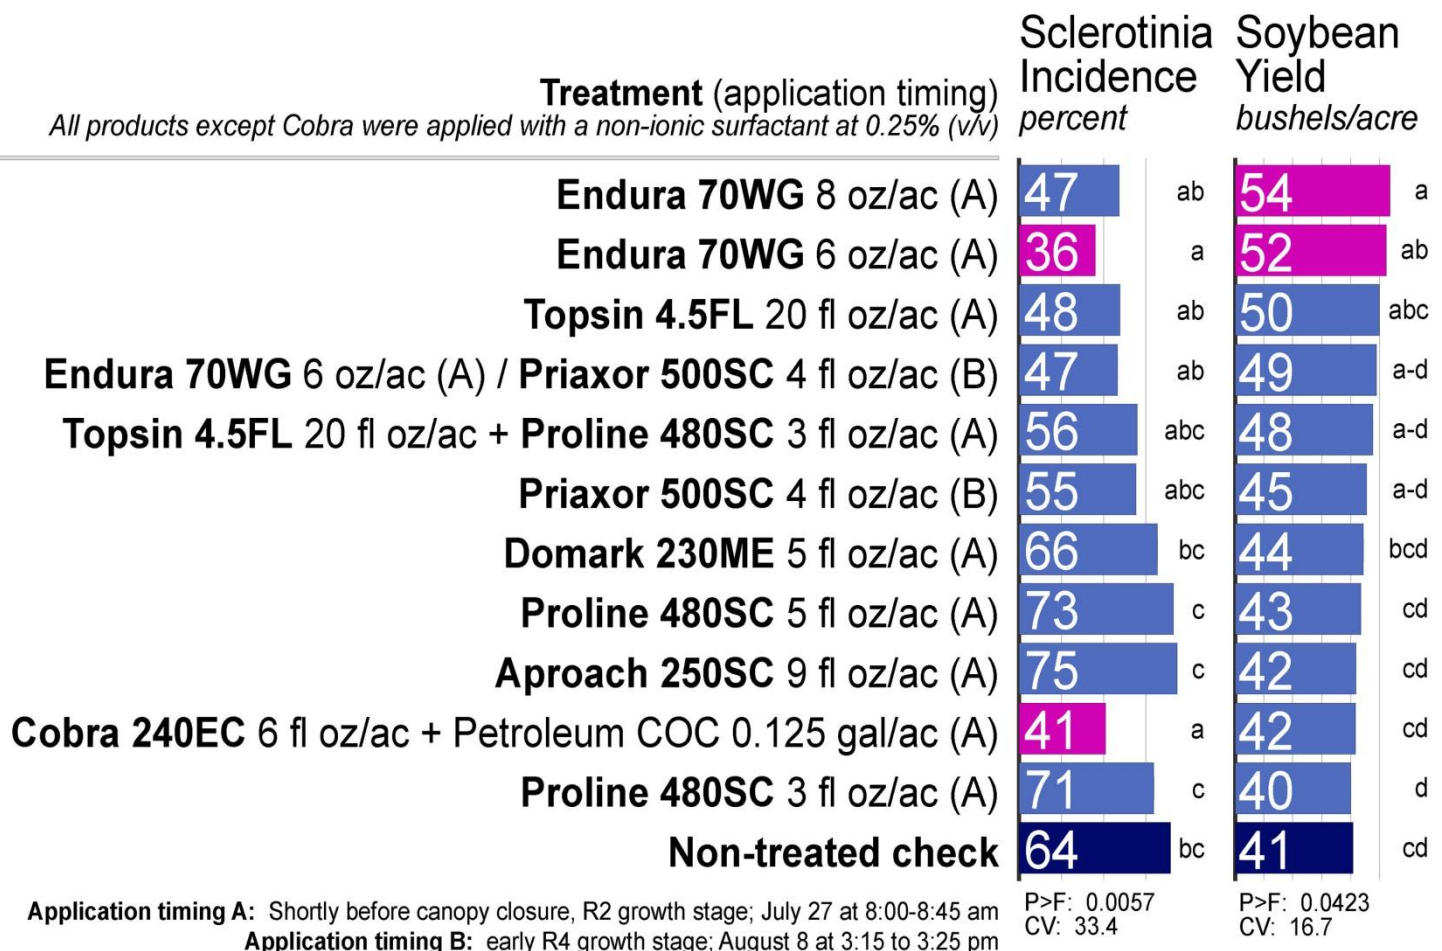 Sclerotinia Incidence
percent
Soybean Yield
bushels/acre
Treatment (application timing)
All products except Cobra were applied with a non-ionic surfactant at 0.25% (v/v)
Endura 70WG 8 oz/ac (A) 47 ab 54 a
Endura 70WG 6 oz/ac (A) 36 a 52 ab
Topsin 4.5FL 20 fl oz/ac (A) 48 ab 50 abc
Endura 70WG 6 oz/ac (A) / Priaxor 500SC 4 fl oz/ac (B) 47 ab 49 a-d
Topsin 4.5FL 20 fl oz/ac + Proline 480SC 3 fl oz/ac (A) 56 abc 48 a-d
Priaxor 500SC 4 fl oz/ac (B) 55 abc 45 a-d
Domark 230ME 5 fl oz/ac (A) 66 bc 44 bcd
Proline 480SC 5 fl oz/ac (A) 73 c 43 cd
Aproach 250SC 9 fl oz/ac (A) 75 c 42 cd
Cobra 240EC 6 fl oz/ac + Petroleum COC 0.125 gal/ac (A) 41 a 42 cd
Proline 480SC 3 fl oz/ac (A) 71 c 40 d
Non-treated check 64 bc 41 cd
P>F: 0.0057
CV: 33.4
P>F: 0.0423
CV: 16.7
Application timing A: Shortly before canopy closure, R2 growth stage; July 27 at 8:00-8:45 am
Application timing B: early R4 growth stage; August 8 at 3:15 to 3:25 pm